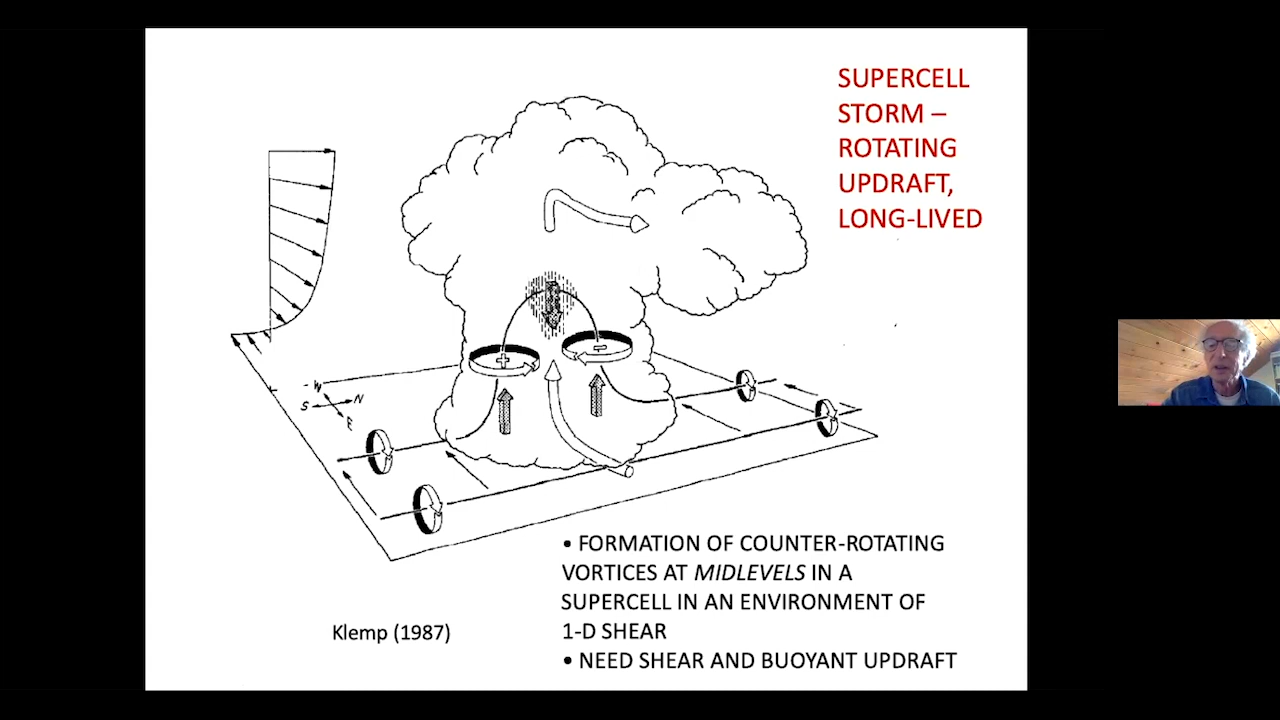 SUPERCELL
STORM –
ROTATING
UPDRAFT,
LONG-LIVED
W
S
N
E
+
–
• FORMATION OF COUNTER-ROTATING
VORTICES AT MIDLEVELS IN A
SUPERCELL IN AN ENVIRONMENT OF
1-D SHEAR
• NEED SHEAR AND BUOYANT UPDRAFT
Klemp (1987)